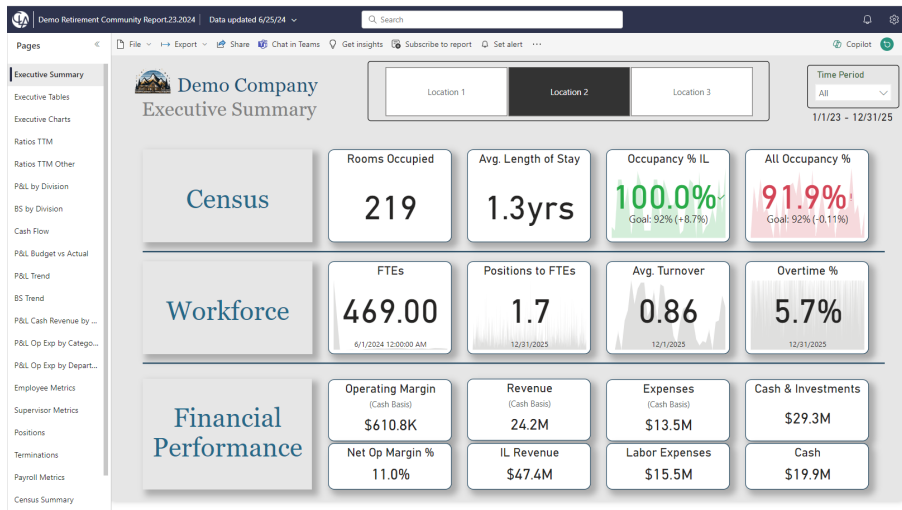 CLA
Demo Retirement Community Report.23.2024 | Data updated 6/25/24
Search
Pages
File
Export
Share
Chat in Teams
Get insights
Subscribe to report
Set alert
Copilot
Executive Summary
Executive Tables
Executive Charts
Ratios TTM
Ratios TTM Other
P&L by Division
BS by Division
Cash Flow
P&L Budget vs Actual
P&L Trend
BS Trend
P&L Cash Revenue by ...
P&L Op Exp by Catego...
P&L Op Exp by Depart...
Employee Metrics
Supervisor Metrics
Positions
Terminations
Payroll Metrics
Census Summary
Demo Company
Executive Summary
Location 1
Location 2
Location 3
Time Period
All
1/1/23 - 12/31/25
Census
Rooms Occupied
219
Avg. Length of Stay
1.3yrs
Occupancy % IL
100.0%
Goal: 92% (+8.7%)
All Occupancy %
91.9%!
Goal: 92% (-0.11%)
Workforce
FTEs
469.00
6/1/2024 12:00:00 AM
Positions to FTEs
1.7
12/31/2025
Avg. Turnover
0.86
12/1/2025
Overtime %
5.7%
12/31/2025
Financial
Performance
Operating Margin
(Cash Basis)
$610.8K
Revenue
(Cash Basis)
24.2M
Expenses
(Cash Basis)
$13.5M
Cash & Investments
$29.3M
Net Op Margin %
11.0%
IL Revenue
$47.4M
Labor Expenses
$15.5M
Cash
$19.9M